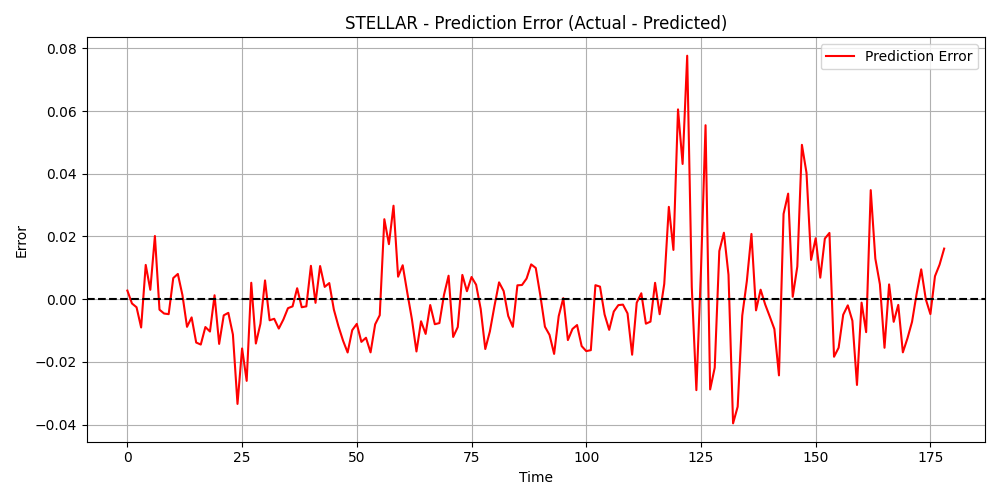 STELLAR - Prediction Error (Actual - Predicted)
Prediction Error
Error
0.08
0.06
0.04
0.02
0.00
−0.02
−0.04
0 25 50 75 100 125 150 175
Time